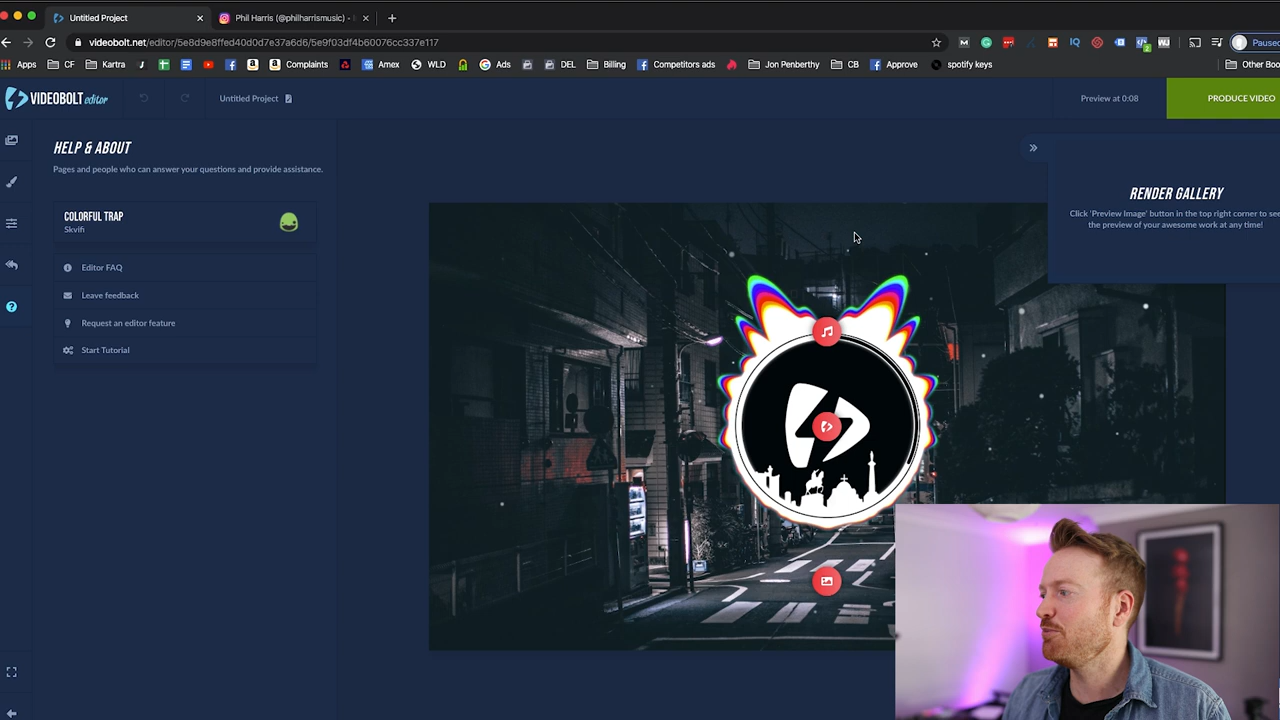 Untitled Project
Phil Harris (@philharrismusic) -
videobolt.net/editor/5e8d9e8ffed40d0d7e37a6d6/5e9f03df4b60076cc337e117
Paused
Apps CF Kartra Complaints Amex WLD Ads DEL Billing Competitors ads Jon Penberthy CB Approve spotify keys Other Boo
VIDEOBOLT editor
Untitled Project
Preview at 0:08
PRODUCE VIDEO
HELP & ABOUT
Pages and people who can answer your questions and provide assistance.
COLORFUL TRAP
Skvifi
Editor FAQ
Leave feedback
Request an editor feature
Start Tutorial
RENDER GALLERY
Click 'Preview Image' button in the top right corner to see
the preview of your awesome work at any time!